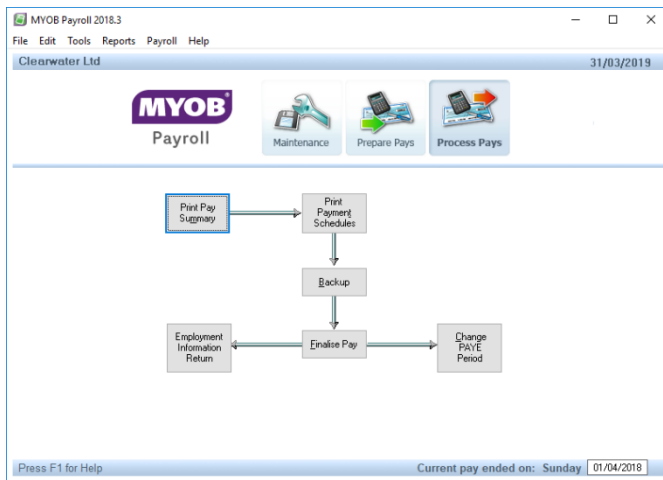 MYOB Payroll 2018.3
File Edit Tools Reports Payroll Help
Clearwater Ltd 31/03/2019
MYOB
Payroll
Maintenance
Prepare Pays
Process Pays
Print Pay
Summary
Print
Payment
Schedules
Backup
Employment
Information
Return
Finalise Pay
Change
PAYE
Period
Press F1 for Help Current pay ended on: Sunday 01/04/2018